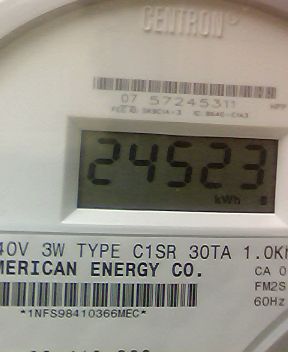 CENTRON
07 57245311
24523
kWh
40V 3W TYPE C1SR 30TA 1.0K
MERICAN ENERGY CO.
CA 0
FM2S
60Hz
*1NFS98410366MEC*